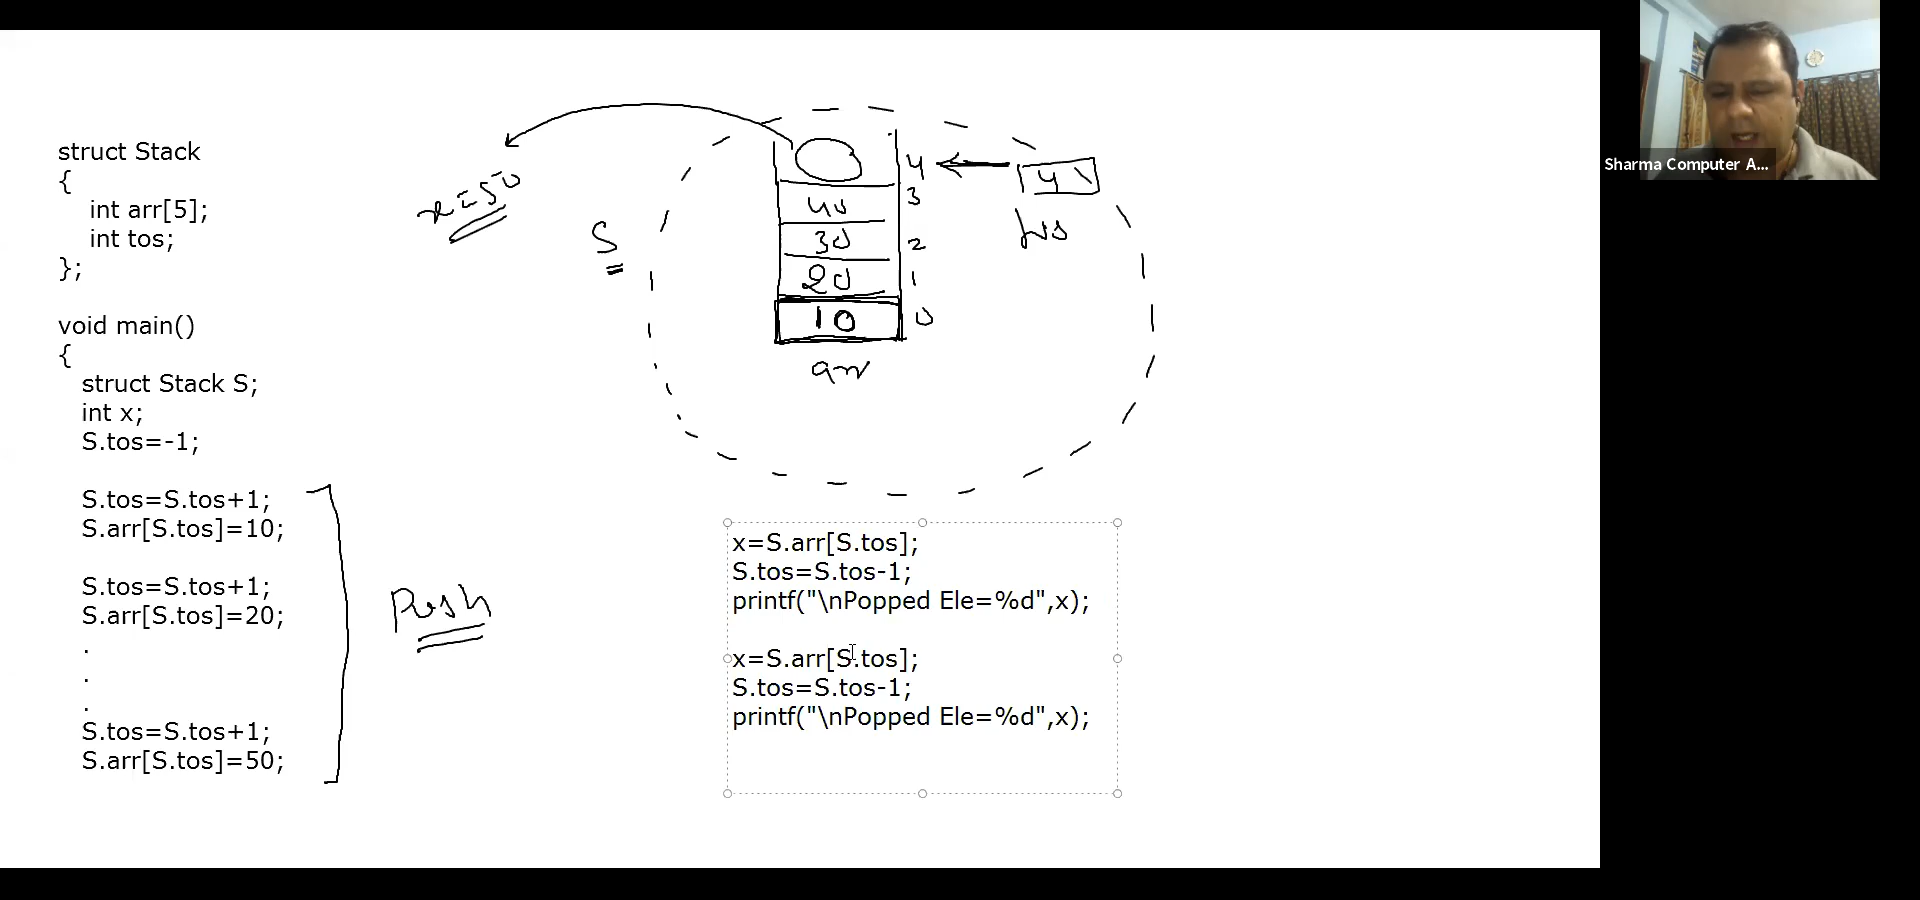 struct Stack
{
int arr[5];
int tos;
};
void main()
{
struct Stack S;
int x;
S.tos=-1;
S.tos=S.tos+1;
S.arr[S.tos]=10;
S.tos=S.tos+1;
S.arr[S.tos]=20;
.
.
.
S.tos=S.tos+1;
S.arr[S.tos]=50;
Push
x=50
S
4
3
40
2
30
1
20
0
10
arr
4
tos
x=S.arr[S.tos];
S.tos=S.tos-1;
printf("\nPopped Ele=%d",x);
x=S.arr[S.tos];
S.tos=S.tos-1;
printf("\nPopped Ele=%d",x);
Sharma Computer A...